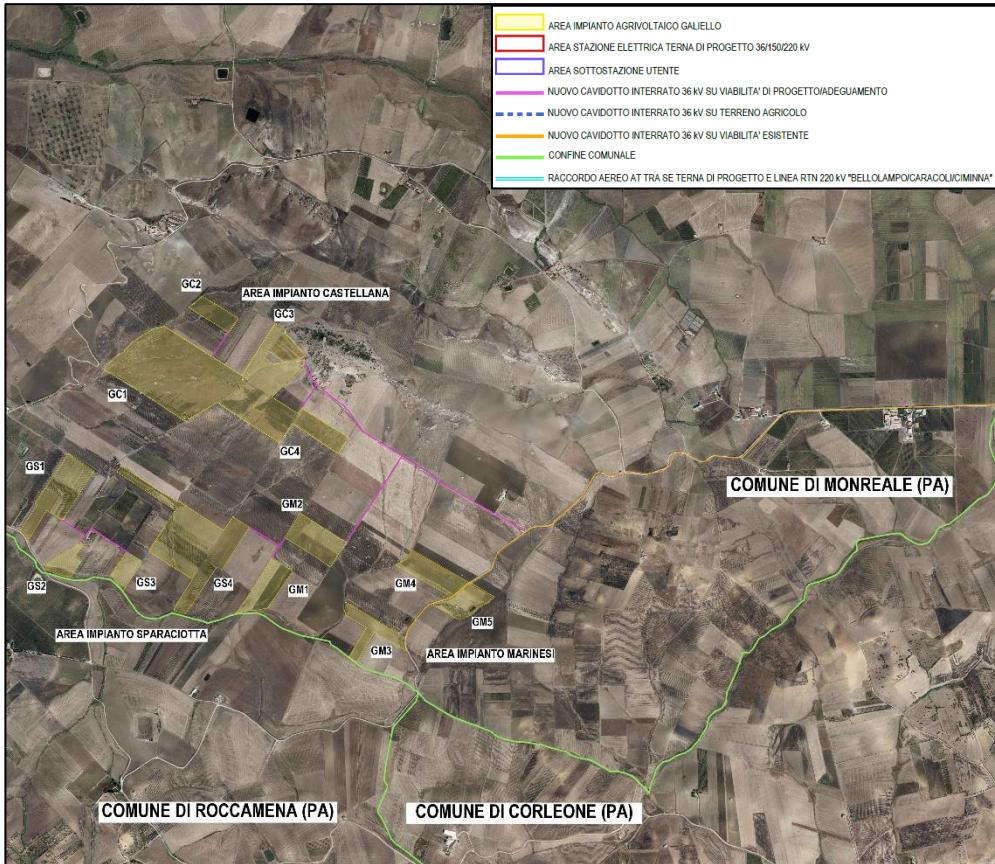 AREA IMPIANTO AGRIVOLTAICO GALIELLO
AREA STAZIONE ELETTRICA TERNA DI PROGETTO 36/150/220 kV
AREA SOTTOSTAZIONE UTENTE
NUOVO CAVIDOTTO INTERRATO 36 kV SU VIABILITA' DI PROGETTO/ADEGUAMENTO
NUOVO CAVIDOTTO INTERRATO 36 kV SU TERRENO AGRICOLO
NUOVO CAVIDOTTO INTERRATO 36 kV SU VIABILITA' ESISTENTE
CONFINE COMUNALE
RACCORDO AEREO AT TRA SE TERNA DI PROGETTO E LINEA RTN 220 kV "BELLOLAMPO/CARACOLI/CIMINNA"
GC2
AREA IMPIANTO CASTELLANA
GC3
GC1
GC4
GS1
COMUNE DI MONREALE (PA)
GM2
GS2
GS3
GS4
GM1
GM4
GM5
AREA IMPIANTO SPARACIOTTA
GM3
AREA IMPIANTO MARINESI
COMUNE DI ROCCAMENA (PA)
COMUNE DI CORLEONE (PA)